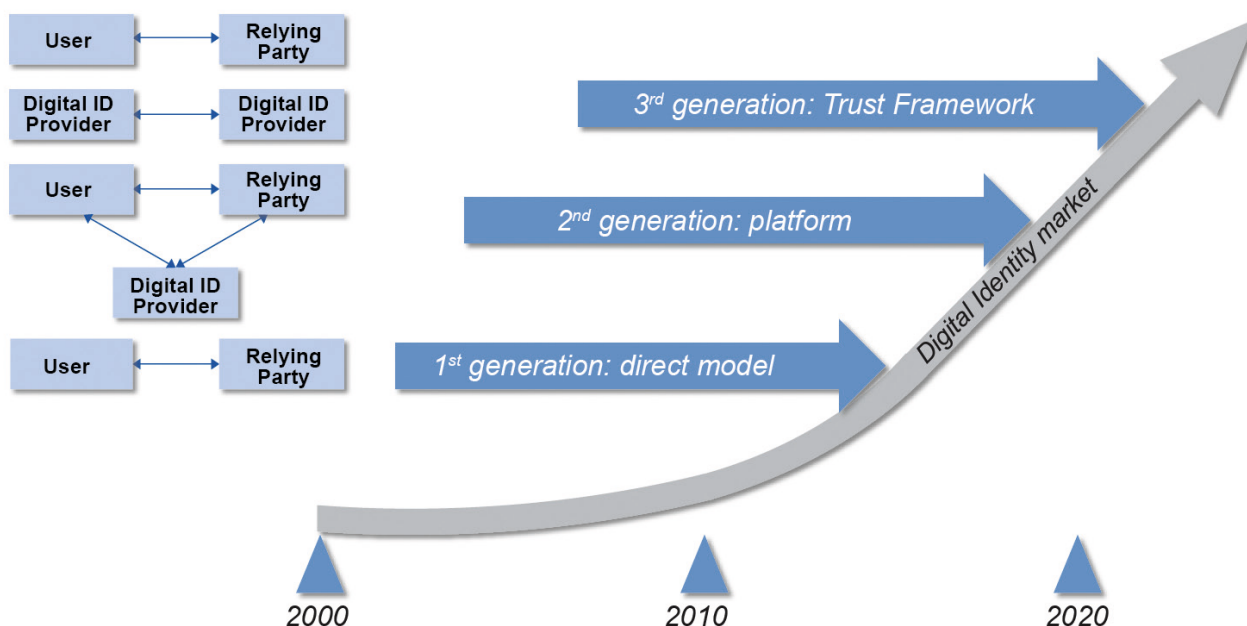 User
Relying
Party
Digital ID
Provider
Digital ID
Provider
User
Relying
Party
Digital ID
Provider
User
Relying
Party
3rd generation: Trust Framework
2nd generation: platform
1st generation: direct model
Digital Identity market
2000
2010
2020